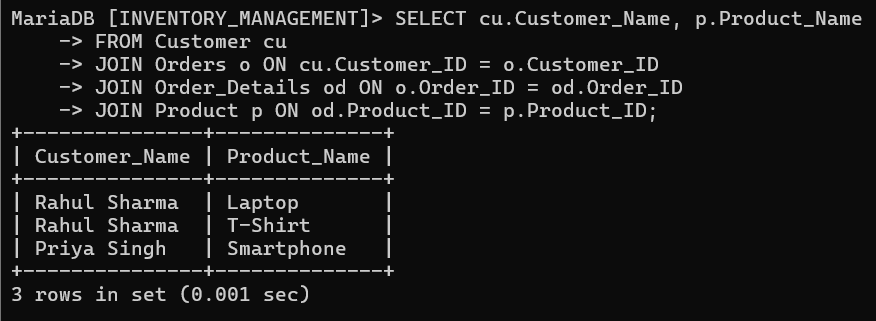 MariaDB [INVENTORY_MANAGEMENT]> SELECT cu.Customer_Name, p.Product_Name
    -> FROM Customer cu
    -> JOIN Orders o ON cu.Customer_ID = o.Customer_ID
    -> JOIN Order_Details od ON o.Order_ID = od.Order_ID
    -> JOIN Product p ON od.Product_ID = p.Product_ID;
+---------------+--------------+
| Customer_Name | Product_Name |
+---------------+--------------+
| Rahul Sharma  | Laptop       |
| Rahul Sharma  | T-Shirt      |
| Priya Singh   | Smartphone   |
+---------------+--------------+
3 rows in set (0.001 sec)